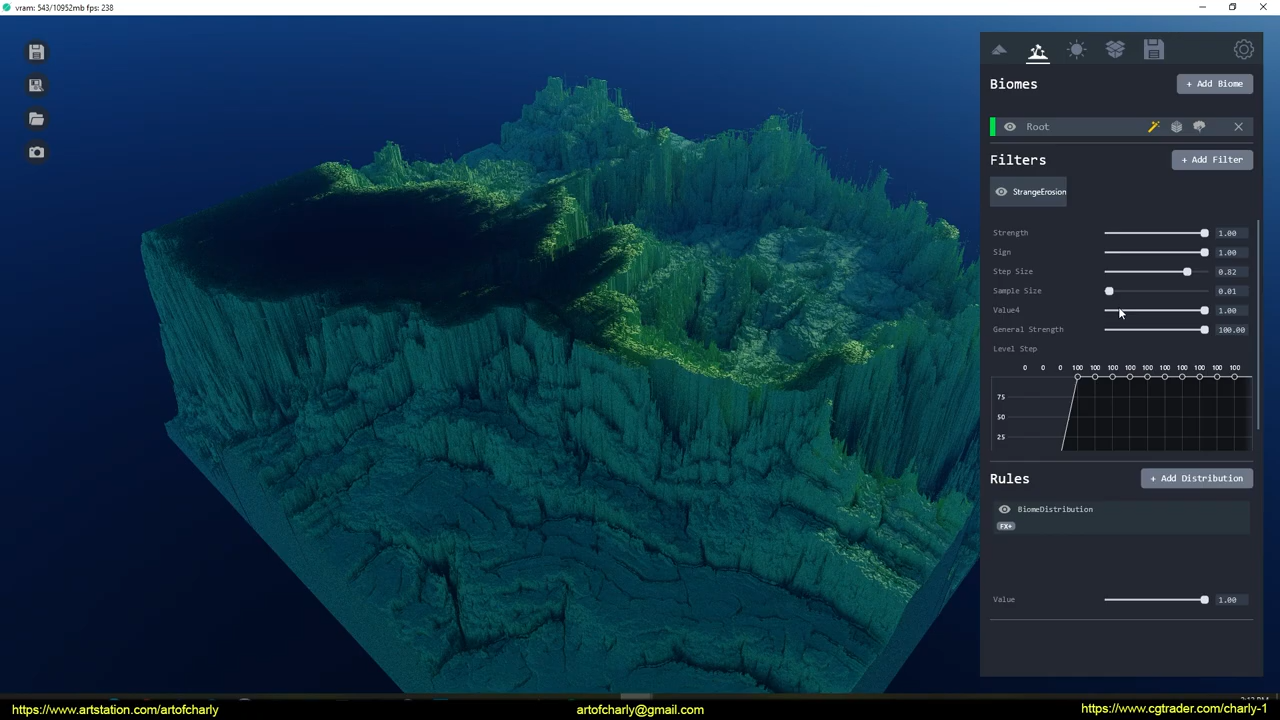 vram: 543/10952mb fps: 238
Biomes
+ Add Biome
Root
Filters
+ Add Filter
StrangeErosion
Strength 1.00
Sign 1.00
Step Size 0.82
Sample Size 0.01
Value4 1.00
General Strength 100.00
Level Step
0 0 0 100 100 100 100 100 100 100 100 100 100
75
50
25
Rules
+ Add Distribution
BiomeDistribution
FX+
Value 1.00
https://www.artstation.com/artofcharly
artofcharly@gmail.com
https://www.cgtrader.com/charly-1